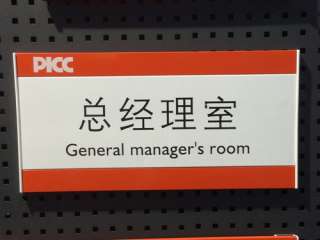 PICC
总经理室
General manager's room